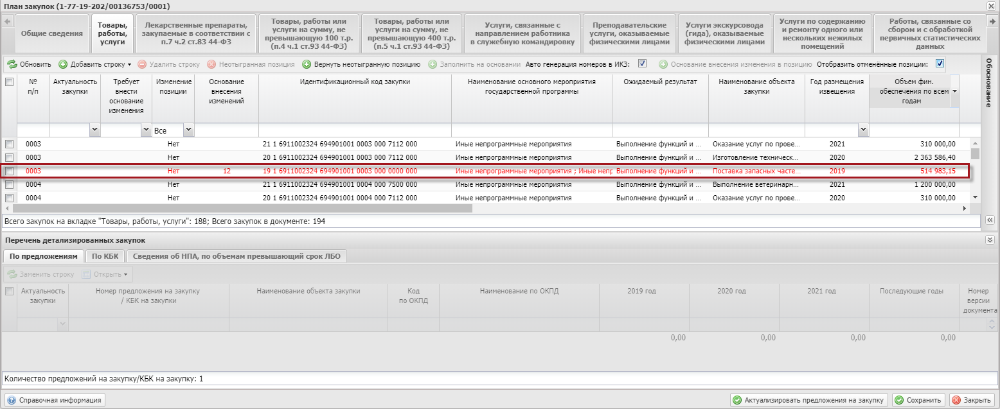 План закупок (1-77-19-202/00136753/0001)
Общие сведения
Товары,
работы,
услуги
Лекарственные препараты,
закупаемые в соответствии с
п.7 ч.2 ст.83 44-ФЗ
Товары, работы или
услуги на сумму, не
превышающую 100 т.р.
(п.4 ч.1 ст.93 44-ФЗ)
Товары, работы или
услуги на сумму, не
превышающую 400 т.р.
(п.5 ч.1 ст.93 44-ФЗ)
Услуги, связанные с
направлением работника
в служебную командировку
Преподавательские
услуги, оказываемые
физическими лицами
Услуги экскурсовода
(гида), оказываемые
физическими лицами
Услуги по содержанию
и ремонту одного или
нескольких нежилых
помещений
Работы, связанные со
сбором и с обработкой
первичных статистических
данных
Обновить Добавить строку Удалить строку Неотыгранная позиция Вернуть неотыгранную позицию Заполнить на основании Авто генерация номеров в ИКЗ: Основание внесения изменения в позицию Отобразить отменённые позиции:
Обоснование
№
п/п
Актуальность
закупки
Требует
внести
основание
изменения
Изменение
позиции
Основание
внесения
изменений
Идентификационный код закупки
Наименование основного мероприятия
государственной программы
Ожидаемый результат
Наименование объекта
закупки
Год размещения
извещения
Объем фин.
обеспечения по всем
годам
Все
0003 Нет 21 1 6911002324 694901001 0003 000 7112 000 Иные непрограммные мероприятия Выполнение функций и ... Оказание услуг по прове... 2021 310 000,00
0003 Нет 20 1 6911002324 694901001 0003 000 7112 000 Иные непрограммные мероприятия Выполнение функций и ... Изготовление техническ... 2020 2 363 586,40
0003 Нет 12 19 1 6911002324 694901001 0003 000 0000 000 Иные непрограммные мероприятия ; Иные непр Выполнение функций и ... Поставка запасных часте... 2019 514 983,15
0004 Нет 21 1 6911002324 694901001 0004 000 7500 000 Иные непрограммные мероприятия Выполнение функций и ... Выполнение ветеринарн... 2021 1 200 000,00
0004 Нет 20 1 6911002324 694901001 0004 000 7112 000 Иные непрограммные мероприятия Выполнение функций и ... Оказание услуг по прове... 2020 310 000,00
Всего закупок на вкладке "Товары, работы, услуги": 188; Всего закупок в документе: 194
Перечень детализированных закупок
По предложениям По КБК Сведения об НПА, по объемам превышающий срок ЛБО
Заменить строку Открыть
Актуальность
закупки
Номер предложения на закупку
/ КБК на закупки
Наименование объекта закупки
Код
по ОКПД
Наименование по ОКПД
2019 год
2020 год
2021 год
Последующие годы
Номер
версии
документа
0,00 0,00 0,00 0,00
Количество предложений на закупку/КБК на закупку: 1
Справочная информация Актуализировать предложения на закупку Сохранить Закрыть